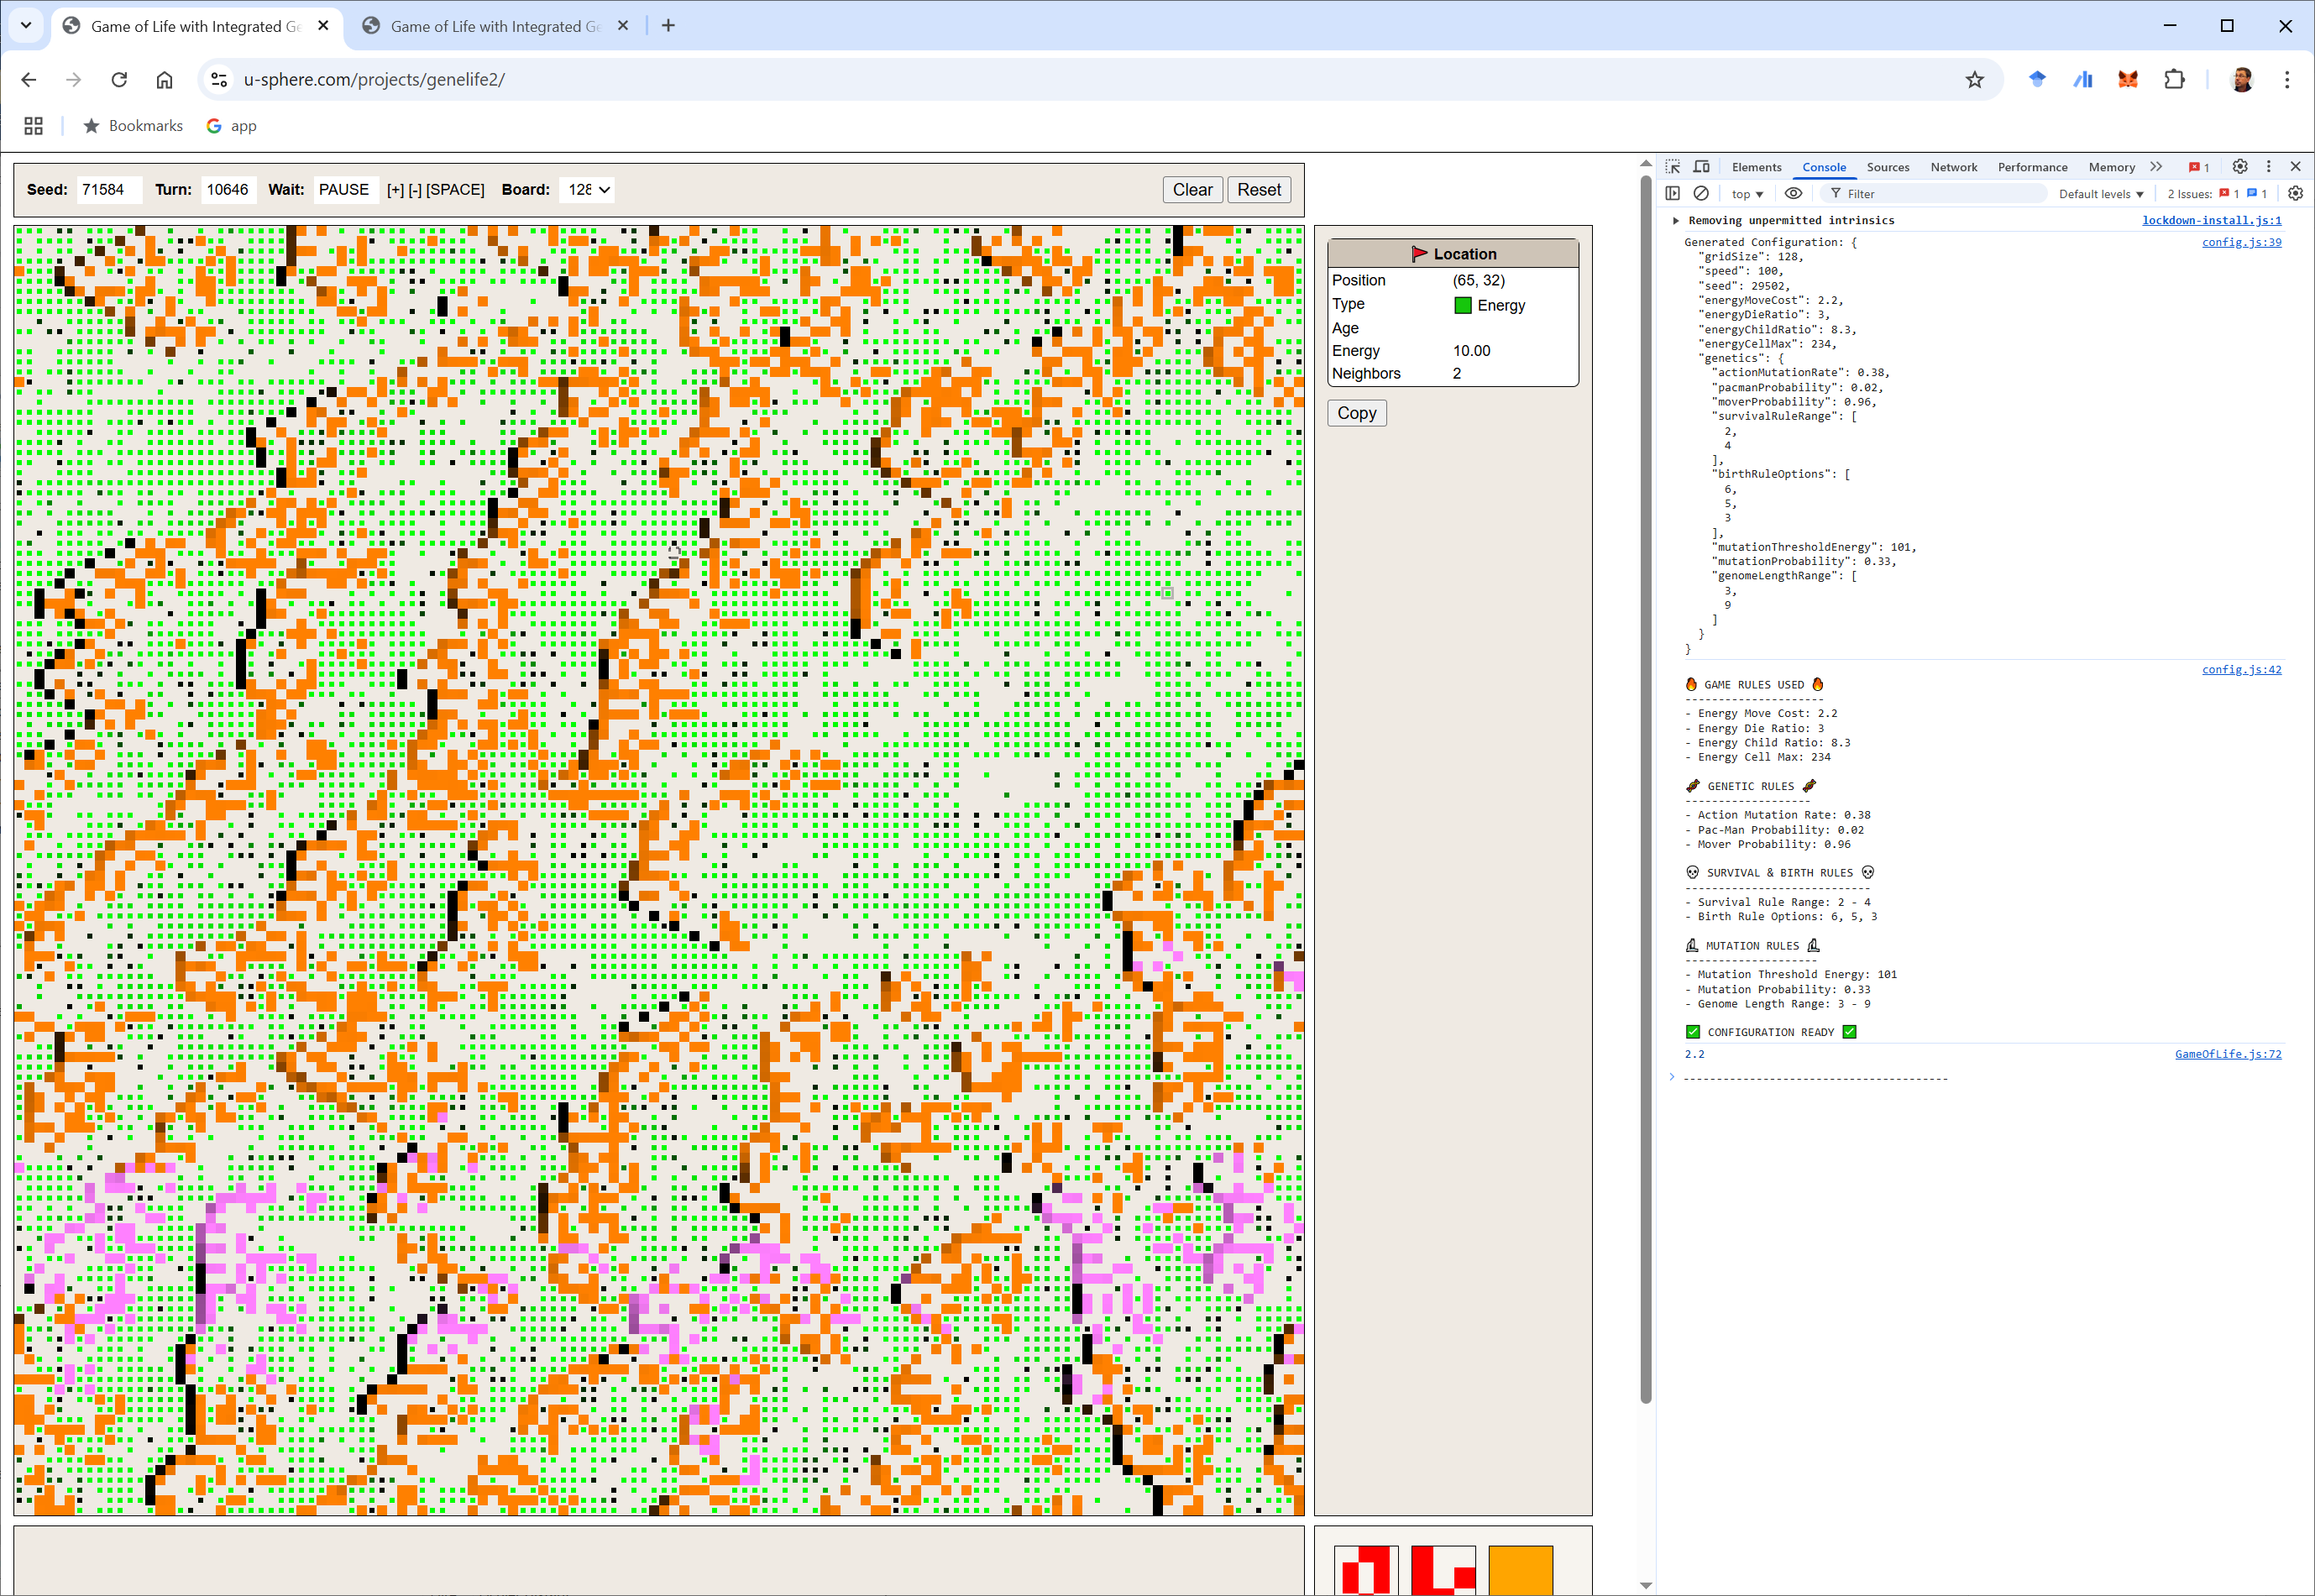 Game of Life with Integrated Ge
Game of Life with Integrated Ge
u-sphere.com/projects/genelife2/
Bookmarks
app
Seed: 71584 Turn: 10646 Wait: PAUSE [+] [-] [SPACE] Board: 128 Clear Reset
Location
Position (65, 32)
Type Energy
Age
Energy 10.00
Neighbors 2
Copy
Elements Console Sources Network Performance Memory 1
top Filter Default levels 2 Issues: 1 1
Removing unpermitted intrinsics lockdown-install.js:1
Generated Configuration: { config.js:39
"gridSize": 128,
"speed": 100,
"seed": 29502,
"energyMoveCost": 2.2,
"energyDieRatio": 3,
"energyChildRatio": 8.3,
"energyCellMax": 234,
"genetics": {
"actionMutationRate": 0.38,
"pacmanProbability": 0.02,
"moverProbability": 0.96,
"survivalRuleRange": [
2,
4
],
"birthRuleOptions": [
6,
5,
3
],
"mutationThresholdEnergy": 101,
"mutationProbability": 0.33,
"genomeLengthRange": [
3,
9
]
}
}
config.js:42
🔥 GAME RULES USED 🔥
---------------------
- Energy Move Cost: 2.2
- Energy Die Ratio: 3
- Energy Child Ratio: 8.3
- Energy Cell Max: 234
GENETIC RULES
-------------------
- Action Mutation Rate: 0.38
- Pac-Man Probability: 0.02
- Mover Probability: 0.96
💀 SURVIVAL & BIRTH RULES 💀
----------------------------
- Survival Rule Range: 2 - 4
- Birth Rule Options: 6, 5, 3
MUTATION RULES
--------------------
- Mutation Threshold Energy: 101
- Mutation Probability: 0.33
- Genome Length Range: 3 - 9
✅ CONFIGURATION READY ✅
2.2 GameOfLife.js:72
> ----------------------------------------